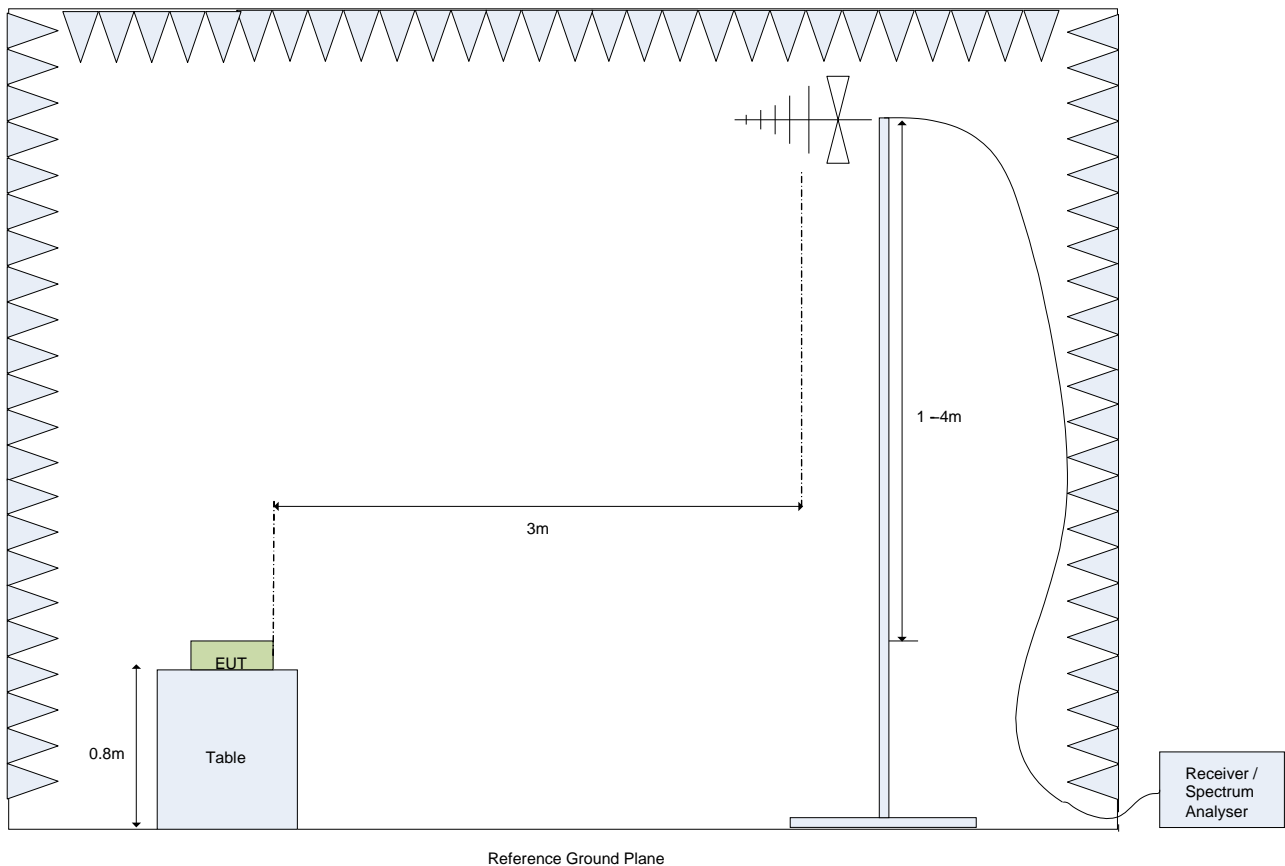 1 –4m
3m
EUT
0.8m
Table
Receiver /
Spectrum
Analyser
Reference Ground Plane